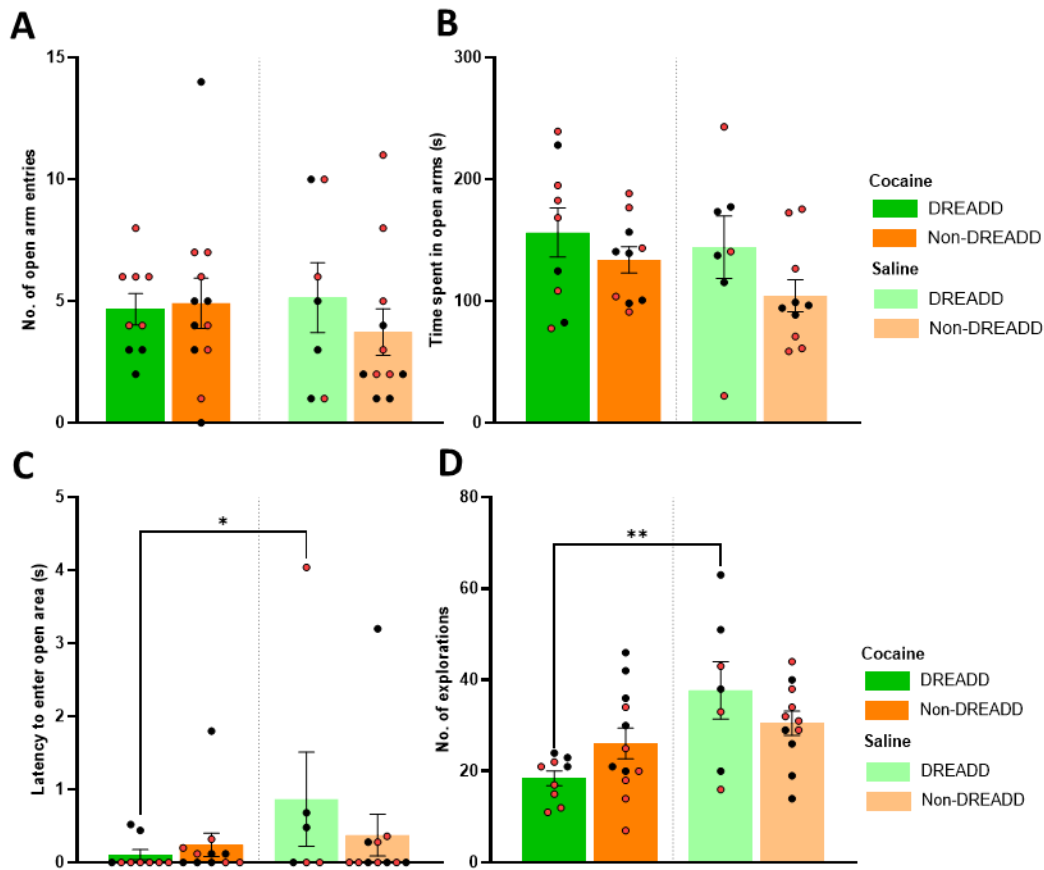 A
B
15
10
5
0
No. of open arm entries
300
200
100
0
Time spent in open arms (s)
Cocaine
DREADD
Non-DREADD
Saline
DREADD
Non-DREADD
C
D
5
4
3
2
1
0
Latency to enter open area (s)
*
80
60
40
20
0
No. of explorations
**
Cocaine
DREADD
Non-DREADD
Saline
DREADD
Non-DREADD